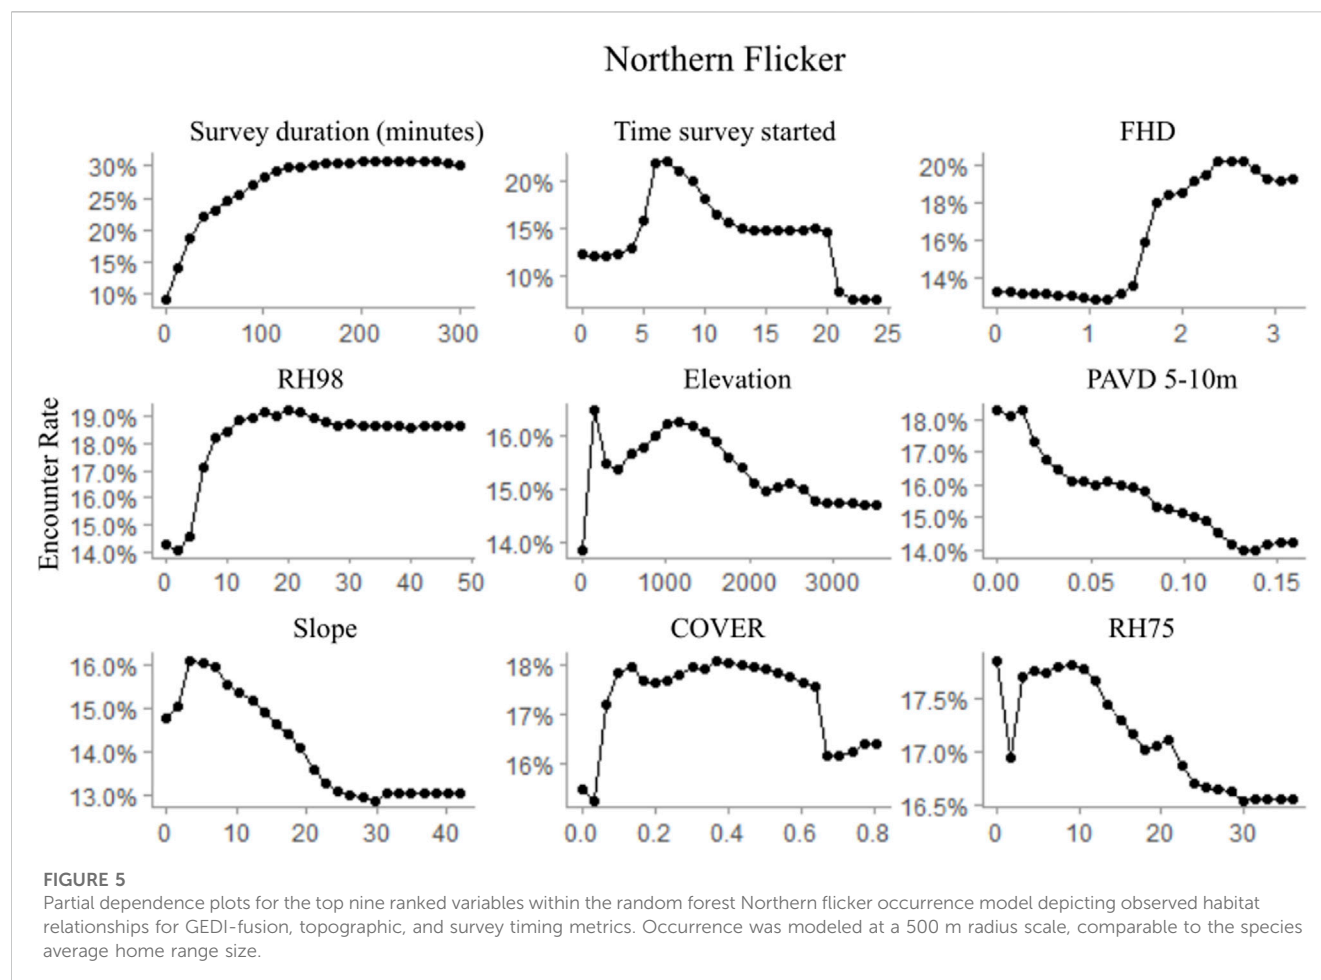 Northern Flicker
Survey duration (minutes)
Time survey started
FHD
30%
25%
20%
15%
10%
0 100 200 300
20%
15%
10%
0 5 10 15 20 25
20%
18%
16%
14%
0 1 2 3
Encounter Rate
RH98
Elevation
PAVD 5-10m
19.0%
18.0%
17.0%
16.0%
15.0%
14.0%
0 10 20 30 40 50
16.0%
15.0%
14.0%
0 1000 2000 3000
18.0%
17.0%
16.0%
15.0%
14.0%
0.00 0.05 0.10 0.15
Slope
COVER
RH75
16.0%
15.0%
14.0%
13.0%
0 10 20 30 40
18%
17%
16%
0.0 0.2 0.4 0.6 0.8
17.5%
17.0%
16.5%
0 10 20 30
FIGURE 5
Partial dependence plots for the top nine ranked variables within the random forest Northern flicker occurrence model depicting observed habitat
relationships for GEDI-fusion, topographic, and survey timing metrics. Occurrence was modeled at a 500 m radius scale, comparable to the species
average home range size.